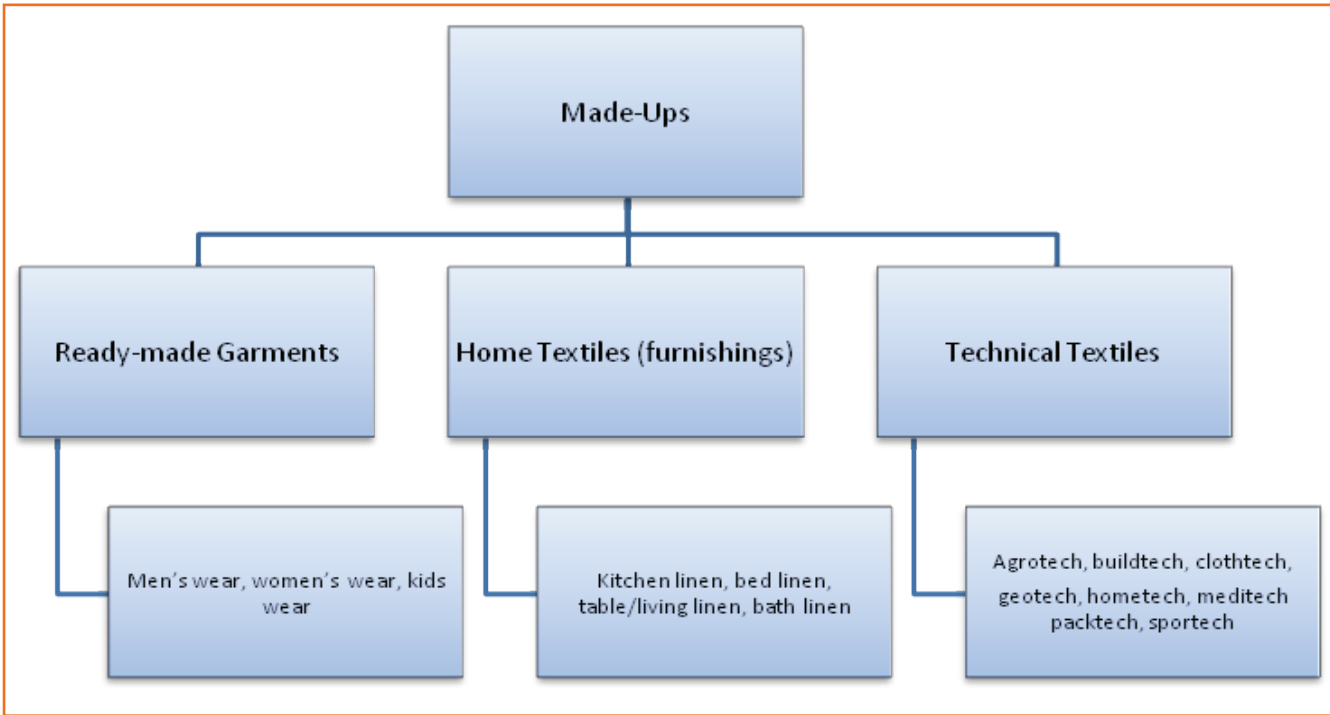 Made-Ups
Ready-made Garments
Home Textiles (furnishings)
Technical Textiles
Men's wear, women's wear, kids
wear
Kitchen linen, bed linen,
table/living linen, bath linen
Agrotech, buildtech, clothtech,
geotech, hometech, meditech
packtech, sportech